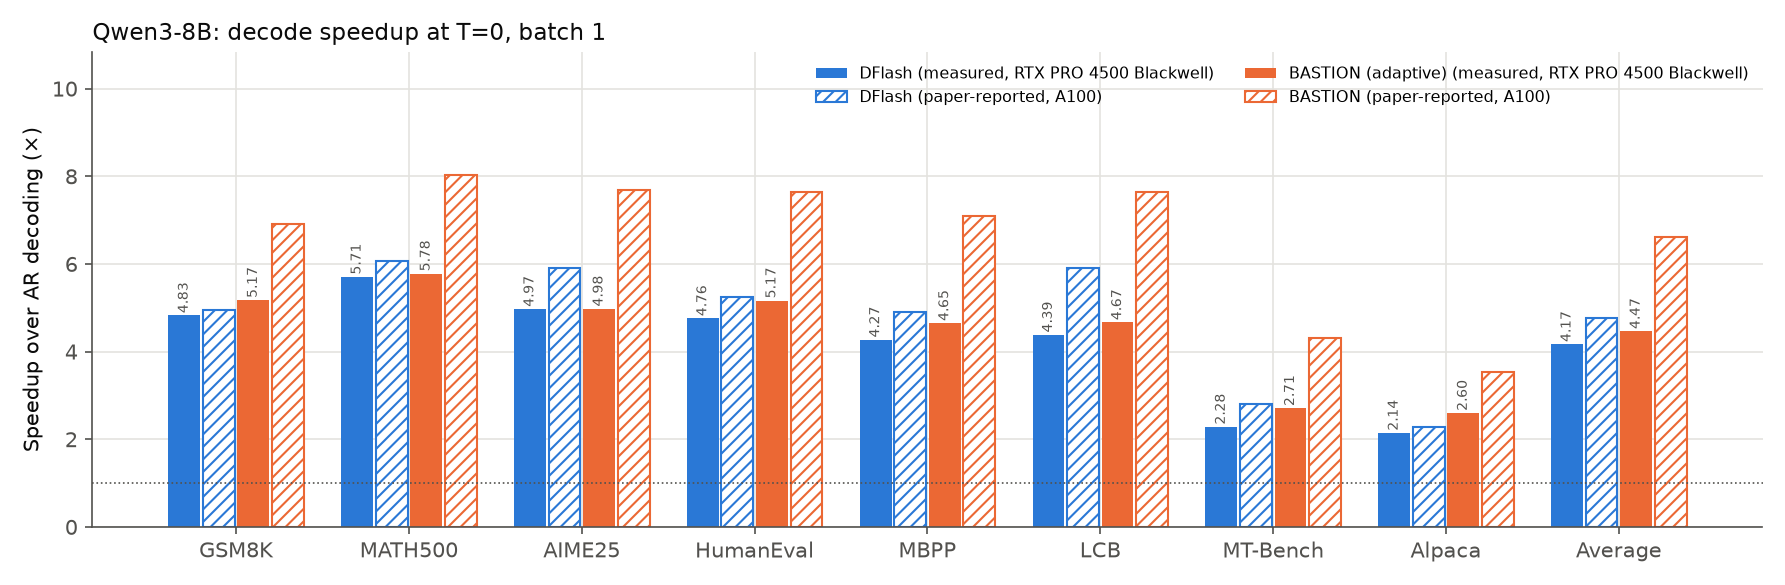 Qwen3-8B: decode speedup at T=0, batch 1
DFlash (measured, RTX PRO 4500 Blackwell)
DFlash (paper-reported, A100)
BASTION (adaptive) (measured, RTX PRO 4500 Blackwell)
BASTION (paper-reported, A100)
Speedup over AR decoding (×)
10
8
6
4
2
0
4.83
5.17
5.71
5.78
4.97
4.98
4.76
5.17
4.27
4.65
4.39
4.67
2.28
2.71
2.14
2.60
4.17
4.47
GSM8K
MATH500
AIME25
HumanEval
MBPP
LCB
MT-Bench
Alpaca
Average